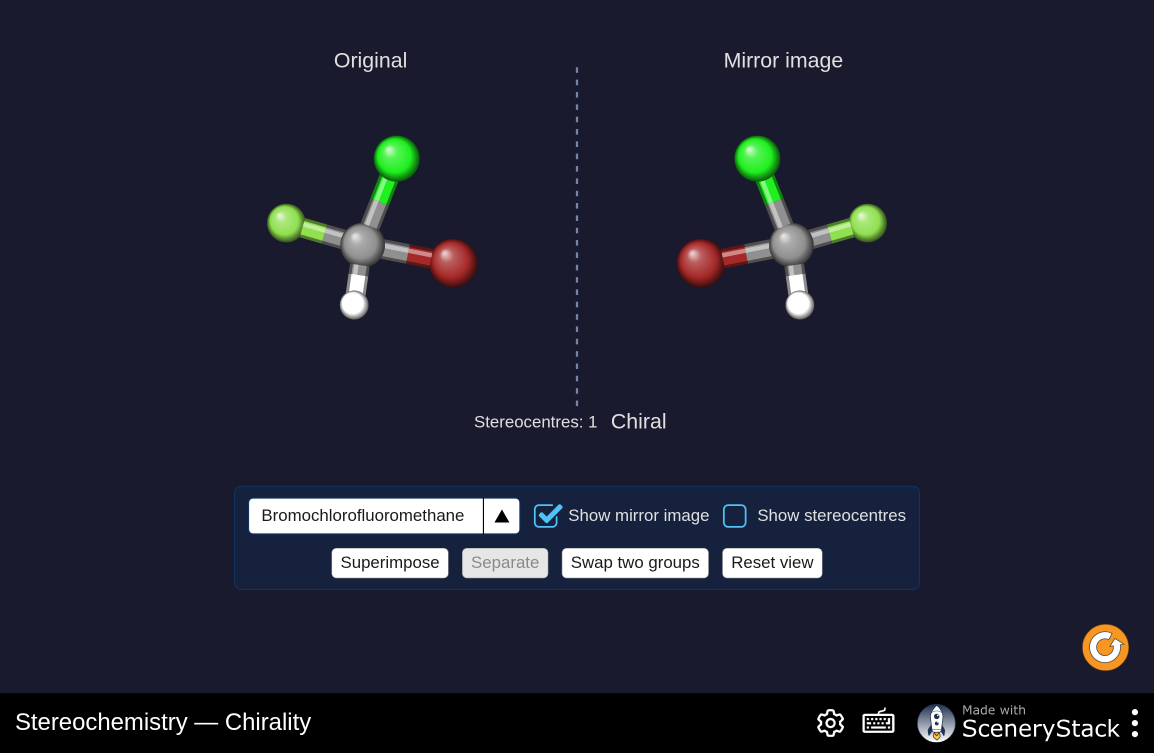 Original
Mirror image
Stereocentres: 1 Chiral
Bromochlorofluoromethane
Show mirror image
Show stereocentres
Superimpose
Separate
Swap two groups
Reset view
Stereochemistry — Chirality
Made with
SceneryStack